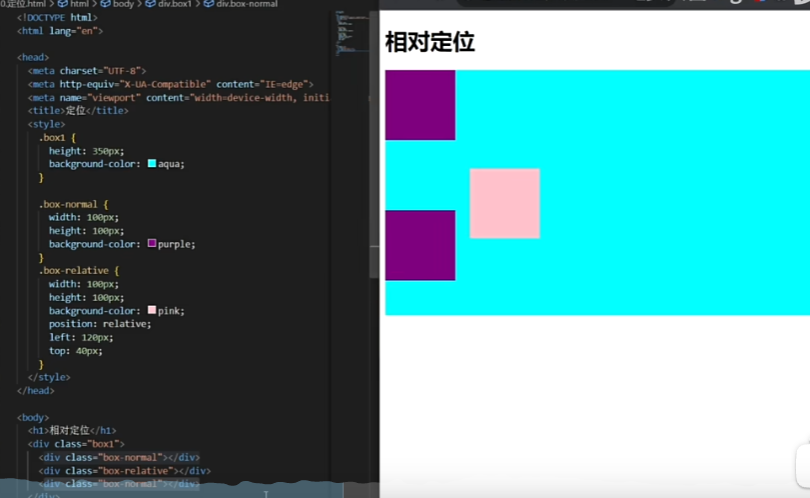 0.定位.html > html > body > div.box1 > div.box-normal
<!DOCTYPE html>
<html lang="en">
<head>
<meta charset="UTF-8">
<meta http-equiv="X-UA-Compatible" content="IE=edge">
<meta name="viewport" content="width=device-width, initi
<title>定位</title>
<style>
.box1 {
height: 350px;
background-color: aqua;
}
.box-normal {
width: 100px;
height: 100px;
background-color: purple;
}
.box-relative {
width: 100px;
height: 100px;
background-color: pink;
position: relative;
left: 120px;
top: 40px;
}
</style>
</head>
<body>
<h1>相对定位</h1>
<div class="box1">
<div class="box-normal"></div>
<div class="box-relative"></div>
<div class="box-normal"></div>
</div>
相对定位